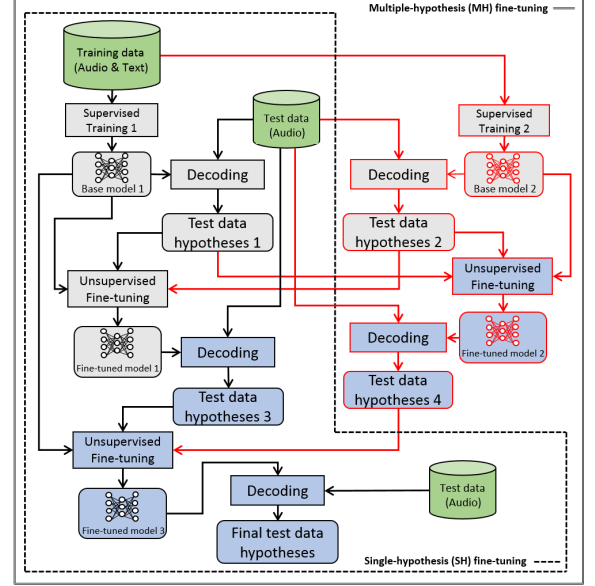 Multiple-hypothesis (MH) fine-tuning
Training data
(Audio & Text)
Supervised
Training 1
Test data
(Audio)
Supervised
Training 2
Base model 1
Decoding
Decoding
Base model 2
Test data
hypotheses 1
Test data
hypotheses 2
Unsupervised
Fine-tuning
Unsupervised
Fine-tuning
Fine-tuned model 1
Decoding
Decoding
Fine-tuned model 2
Test data
hypotheses 3
Test data
hypotheses 4
Unsupervised
Fine-tuning
Fine-tuned model 3
Decoding
Test data
(Audio)
Final test data
hypotheses
Single-hypothesis (SH) fine-tuning